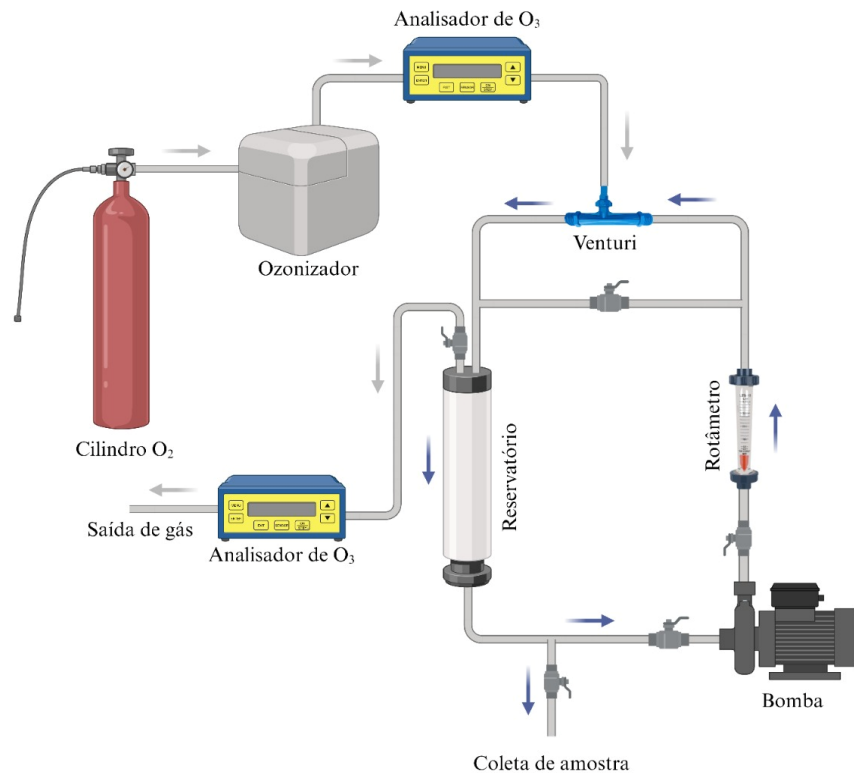 Analisador de O₃
Venturi
Ozonizador
Cilindro O₂
Reservatório
Rotâmetro
Saída de gás
Analisador de O₃
Bomba
Coleta de amostra